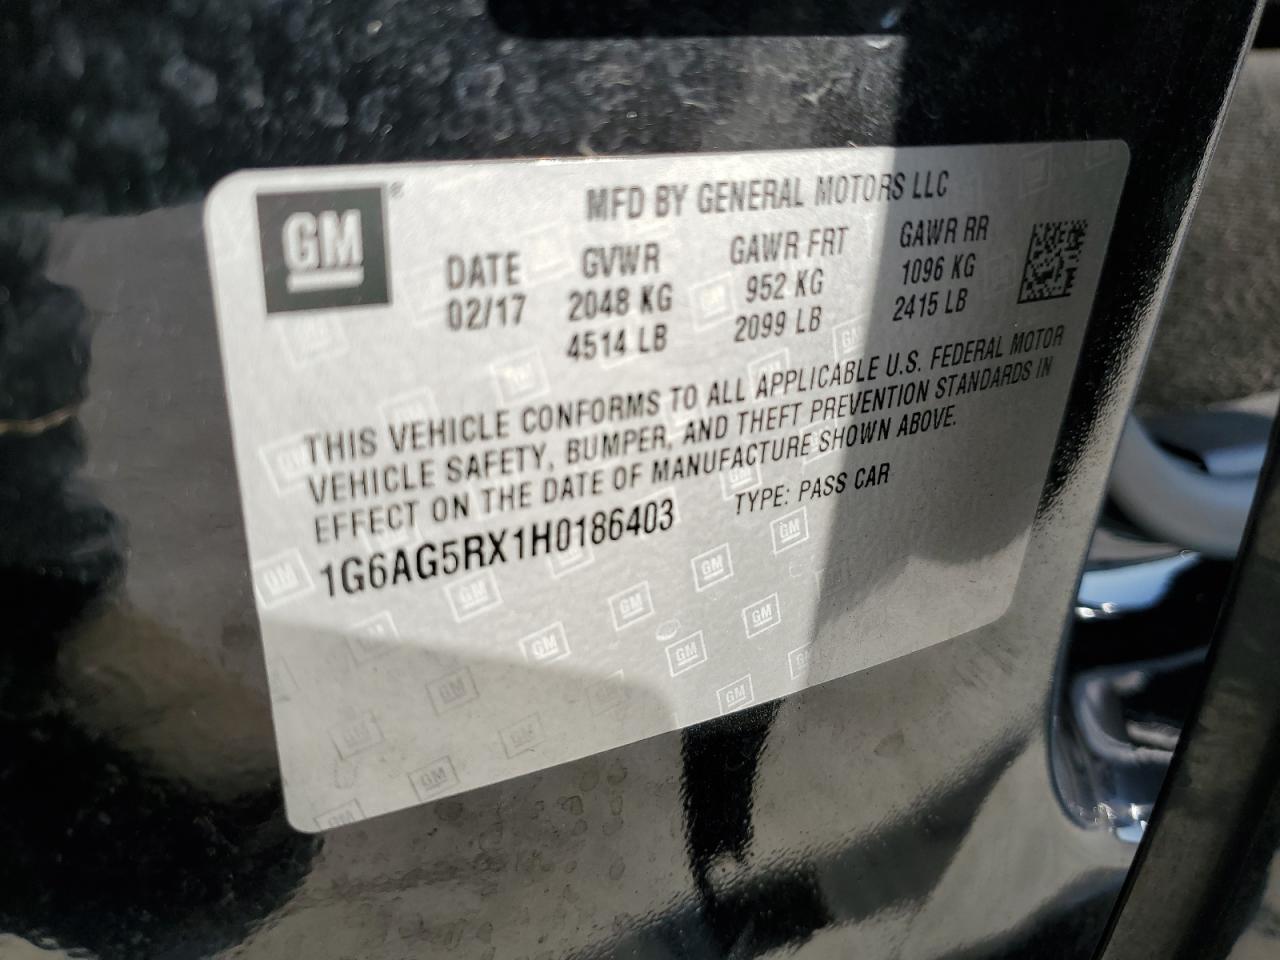 GM®
MFD BY GENERAL MOTORS LLC
DATE GVWR GAWR FRT GAWR RR
02/17 2048 KG 952 KG 1096 KG
4514 LB 2099 LB 2415 LB
THIS VEHICLE CONFORMS TO ALL APPLICABLE U.S. FEDERAL MOTOR
VEHICLE SAFETY, BUMPER, AND THEFT PREVENTION STANDARDS IN
EFFECT ON THE DATE OF MANUFACTURE SHOWN ABOVE.
1G6AG5RX1H0186403 TYPE: PASS CAR